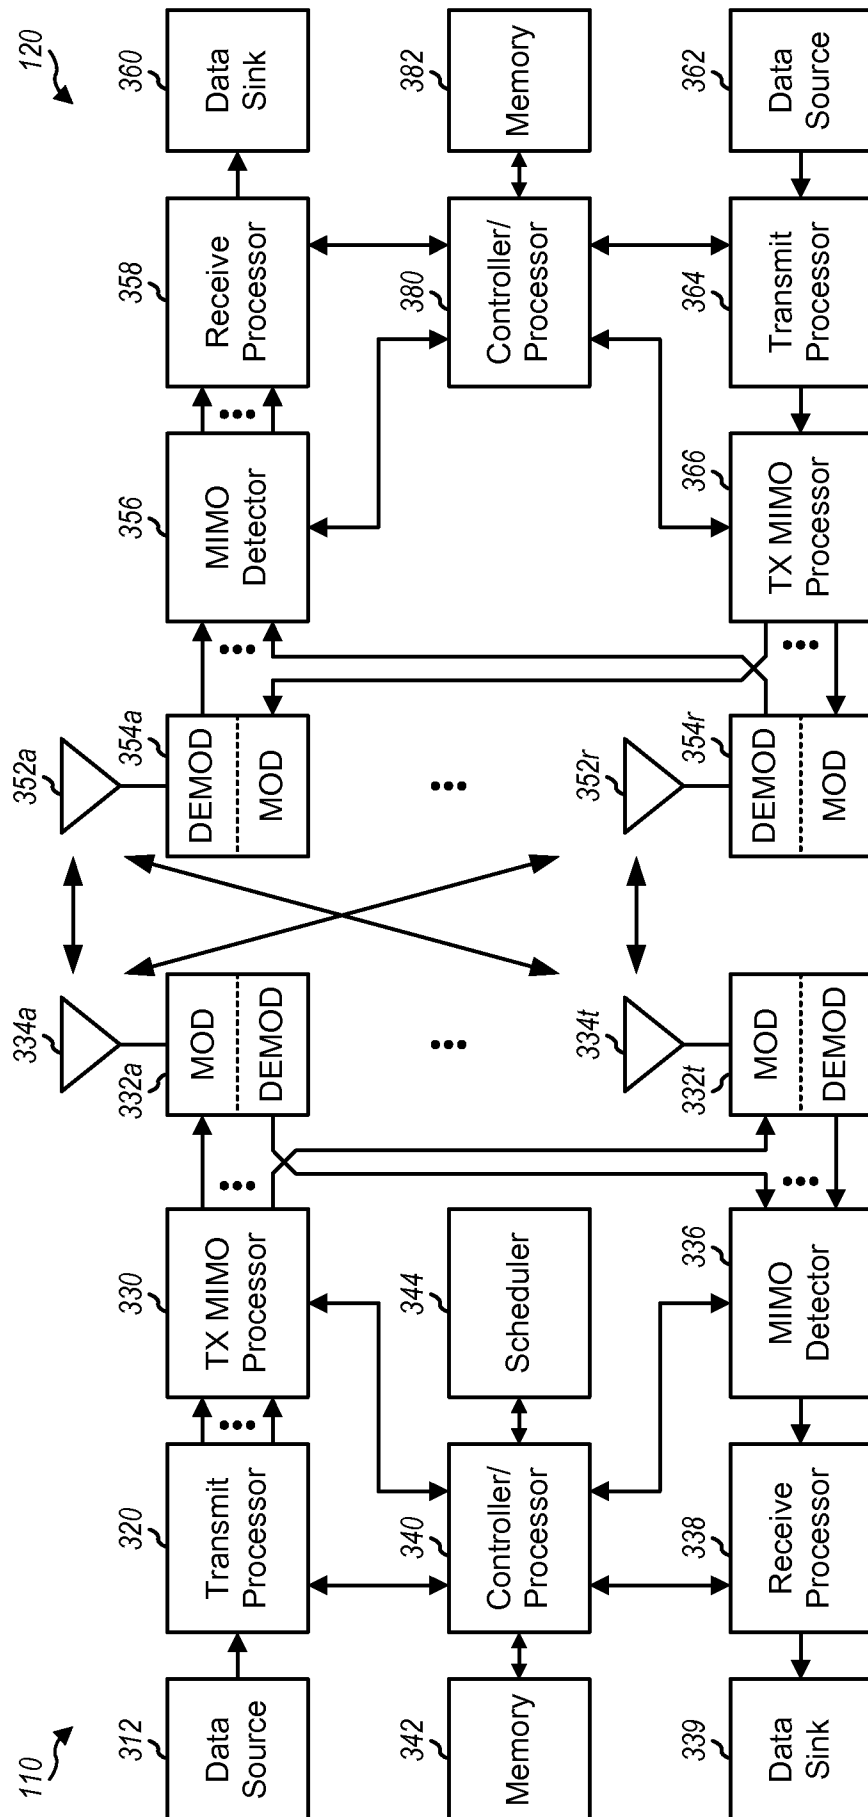 110
120
312
Data
Source
320
Transmit
Processor
330
TX MIMO
Processor
332a
MOD
DEMOD
334a
352a
354a
DEMOD
MOD
356
MIMO
Detector
358
Receive
Processor
360
Data
Sink
342
Memory
340
Controller/
Processor
344
Scheduler
380
Controller/
Processor
382
Memory
339
Data
Sink
338
Receive
Processor
336
MIMO
Detector
332t
MOD
DEMOD
334t
352r
354r
DEMOD
MOD
366
TX MIMO
Processor
364
Transmit
Processor
362
Data
Source